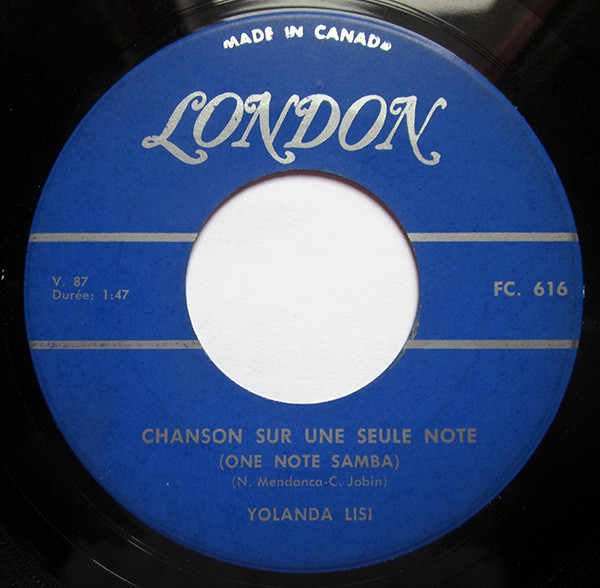 MADE IN CANADA
LONDON
V. 87
Durée: 1:47
FC. 616
CHANSON SUR UNE SEULE NOTE
(ONE NOTE SAMBA)
(N. Mendonca-C. Jobin)
YOLANDA LISI